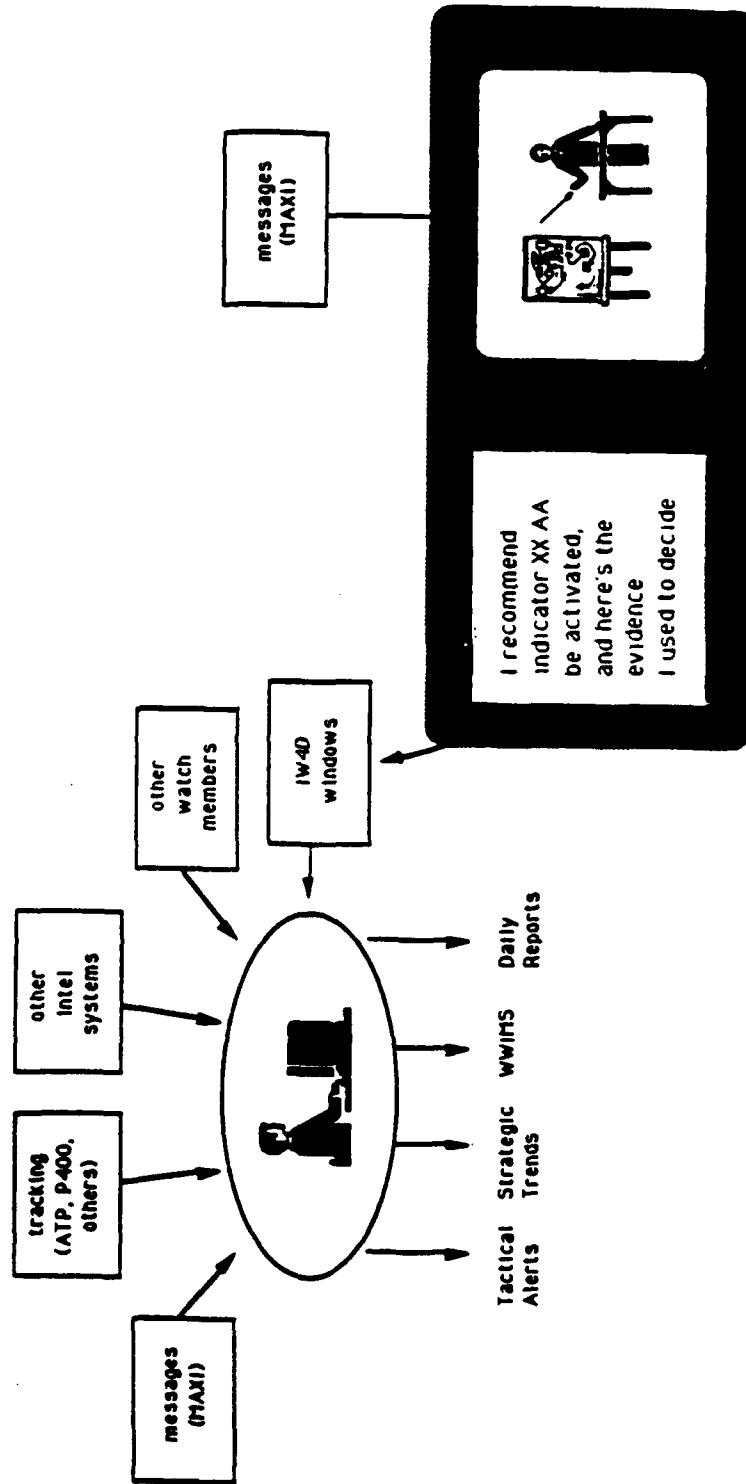 messages
(MAXI)
tracking
(ATP, P400,
others)
other
Intel
systems
other
watch
members
IW4D
windows
messages
(MAXI)
Tactical
Alerts
Strategic
Trends
WWIMS
Daily
Reports
I recommend
indicator XX AA
be activated,
and here's the
evidence
I used to decide